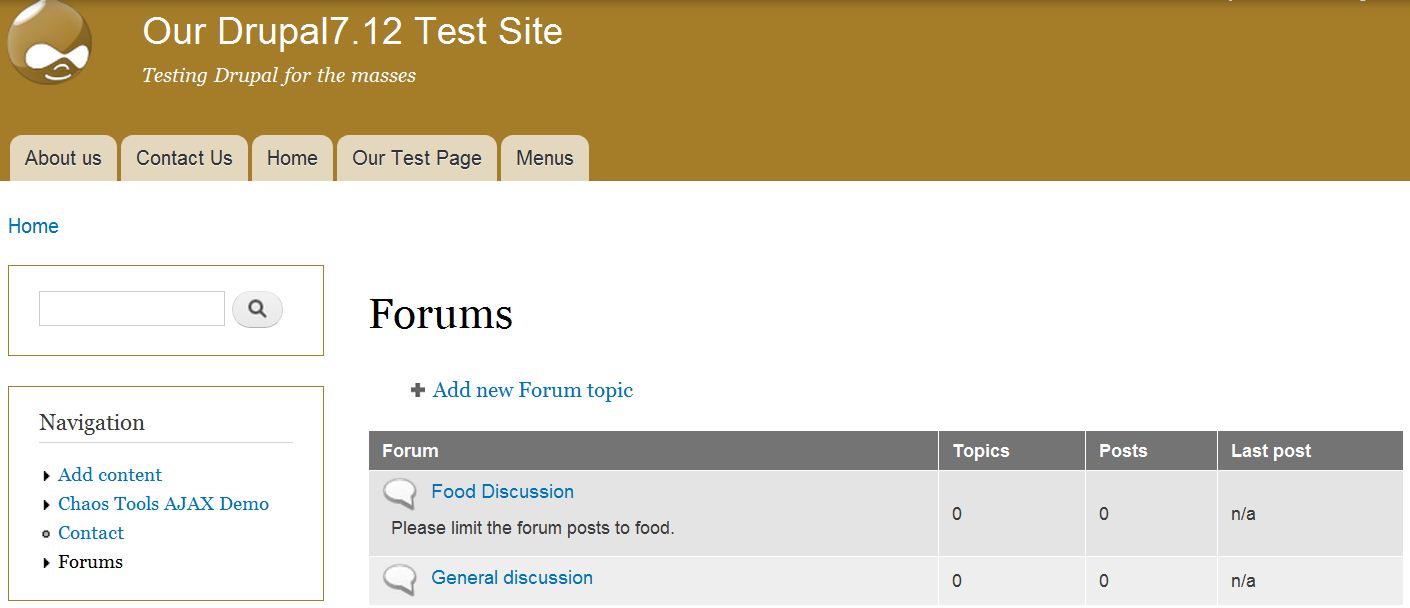 Our Drupal7.12 Test Site
Testing Drupal for the masses
About us Contact Us Home Our Test Page Menus
Home
Navigation
Add content
Chaos Tools AJAX Demo
Contact
Forums
Forums
Add new Forum topic
Forum Topics Posts Last post
Food Discussion
Please limit the forum posts to food.
0 0 n/a
General discussion 0 0 n/a